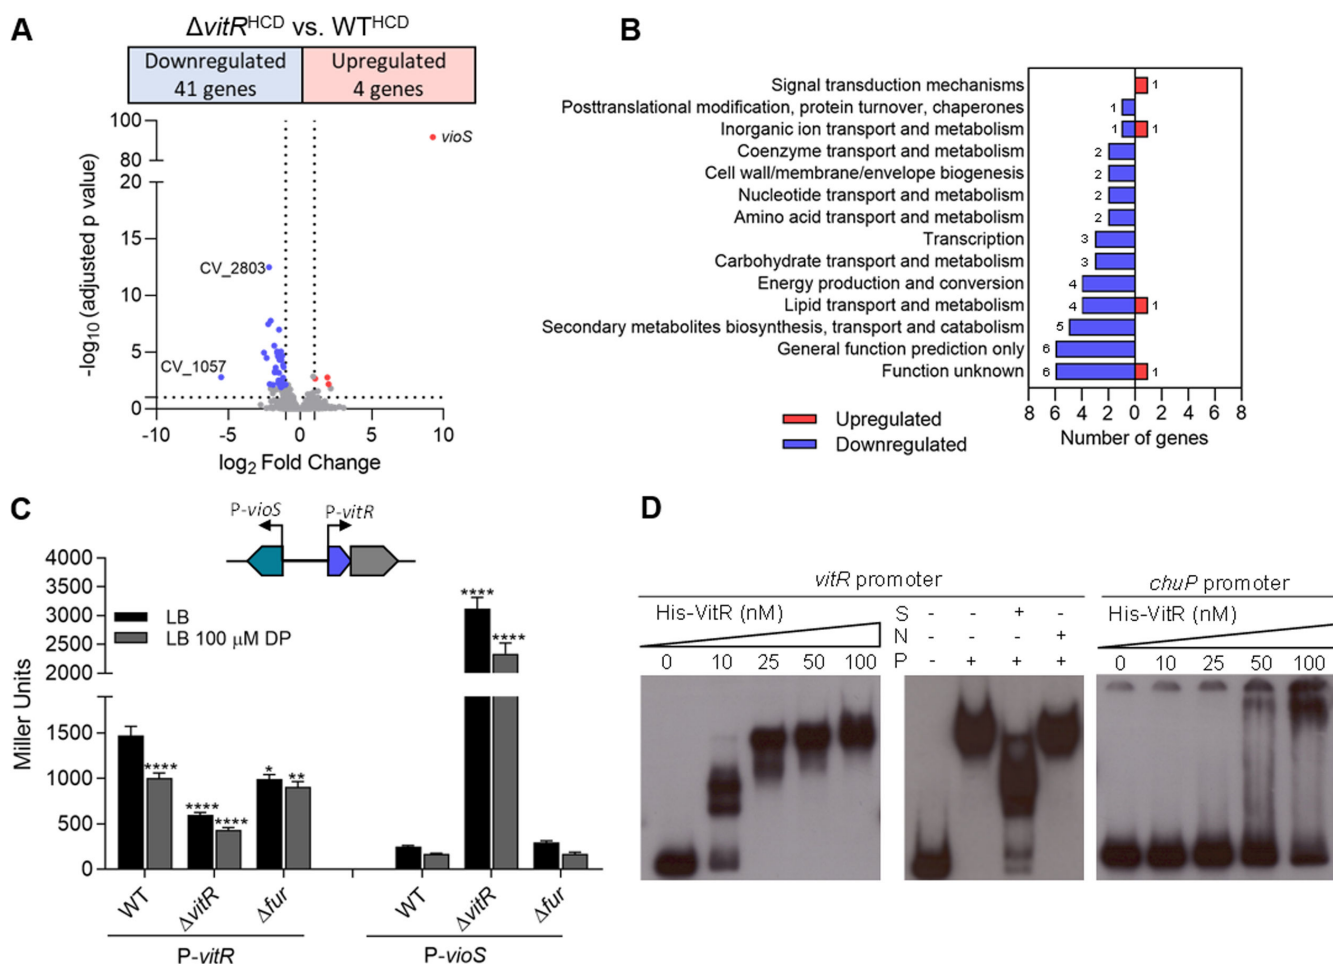 A
ΔvitRHCD vs. WTHCD
Downregulated
41 genes
Upregulated
4 genes
100
80
20
15
10
5
0
-log10 (adjusted p value)
vioS
CV_2803
CV_1057
-10 -5 0 5 10
log2 Fold Change
B
Signal transduction mechanisms 1
Posttranslational modification, protein turnover, chaperones 1
Inorganic ion transport and metabolism 1 1
Coenzyme transport and metabolism 2
Cell wall/membrane/envelope biogenesis 2
Nucleotide transport and metabolism 2
Amino acid transport and metabolism 2
Transcription 3
Carbohydrate transport and metabolism 3
Energy production and conversion 4
Lipid transport and metabolism 4 1
Secondary metabolites biosynthesis, transport and catabolism 5
General function prediction only 6
Function unknown 6 1
8 6 4 2 0 2 4 6 8
Number of genes
Upregulated
Downregulated
C
P-vioS P-vitR
4000
3500
3000
2500
2000
1500
1000
500
0
Miller Units
LB
LB 100 μM DP
**** **** **** * **
**** ****
WT ΔvitR Δfur WT ΔvitR Δfur
P-vitR P-vioS
D
vitR promoter
His-VitR (nM)
0 10 25 50 100
S - - + -
N - - - +
P - + + +
chuP promoter
His-VitR (nM)
0 10 25 50 100